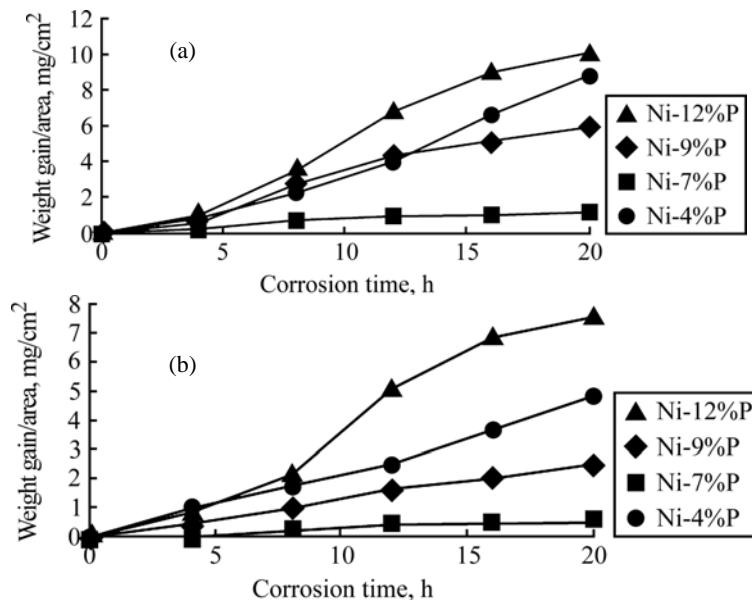 12
(a)
10
8
6
4
2
0
Weight gain/area, mg/cm²
0 5 10 15 20
Corrosion time, h
Ni-12%P
Ni-9%P
Ni-7%P
Ni-4%P
8
7
(b)
6
5
4
3
2
1
0
Weight gain/area, mg/cm²
0 5 10 15 20
Corrosion time, h
Ni-12%P
Ni-9%P
Ni-7%P
Ni-4%P